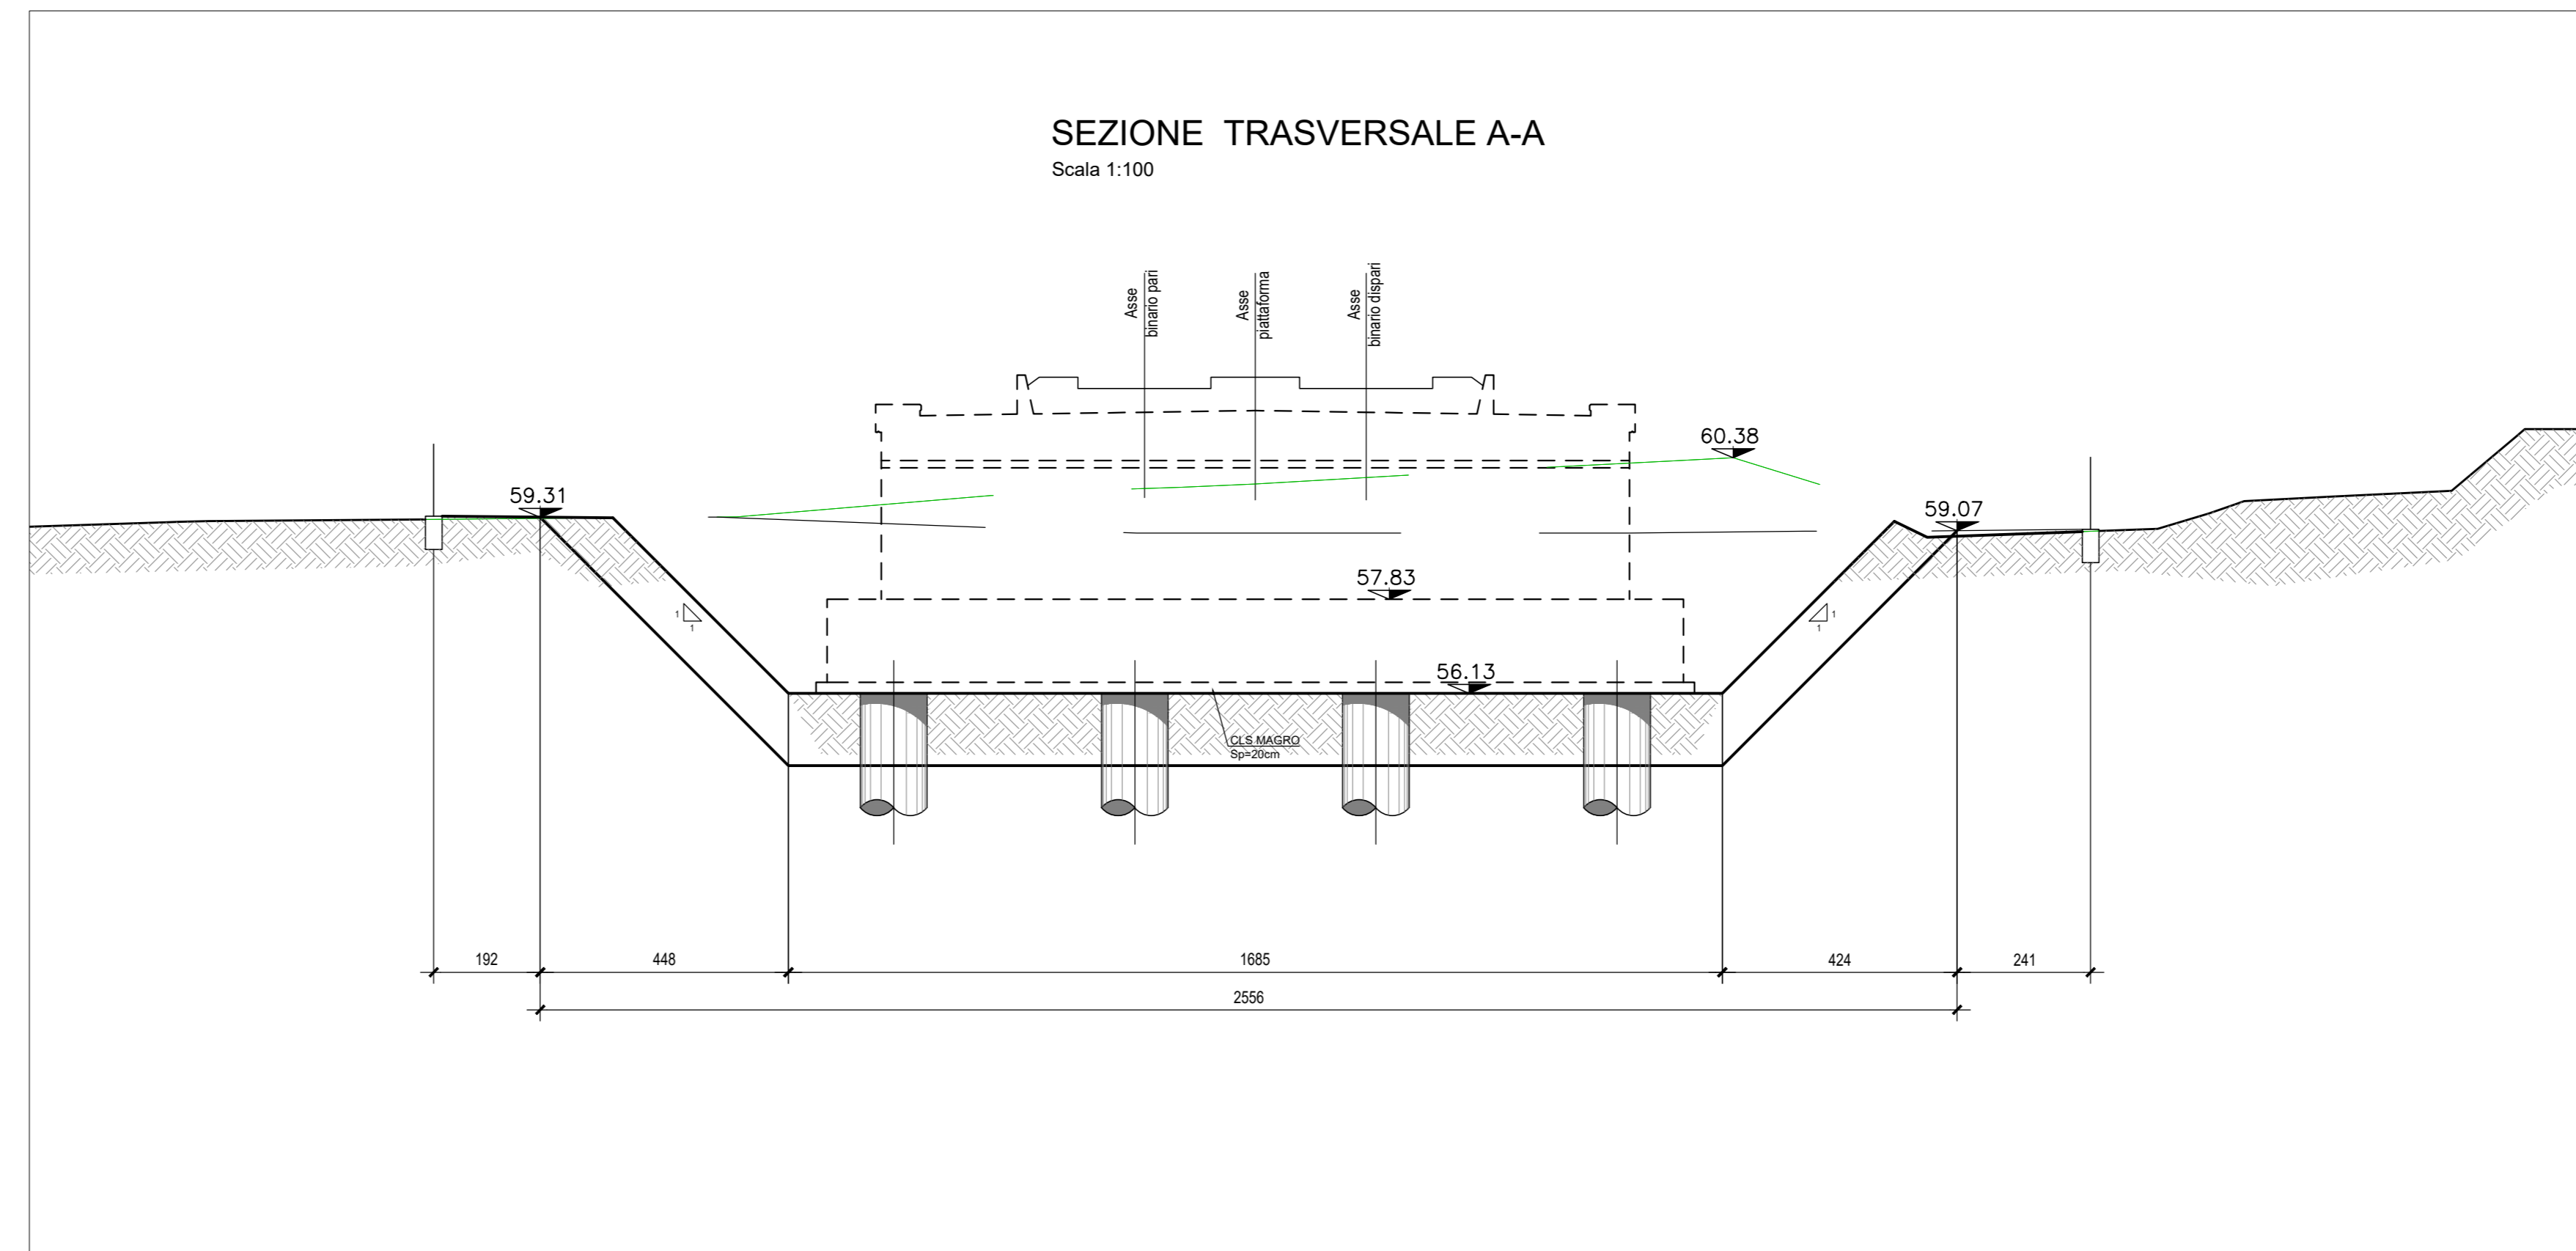 SEZIONE TRASVERSALE A-A
Scala 1:100
Asse
binario pari
Asse
piattaforma
Asse
binario dispari
60.38
59.31
59.07
57.83
1
1
1
1
56.13
CLS MAGRO
Sp=20cm
192
448
1685
424
241
2556